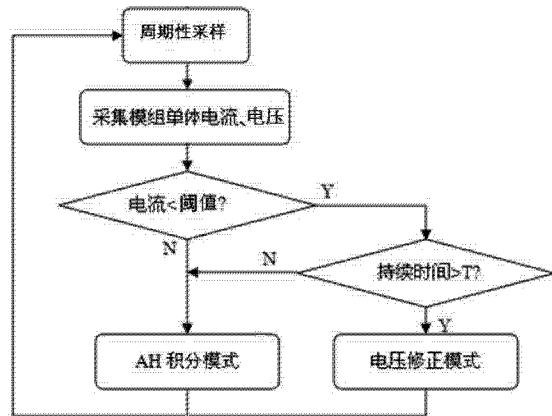 周期性采样
采集模组单体电流、电压
电流<阈值?
Y
N
N
持续时间>T?
Y
AH 积分模式
电压修正模式